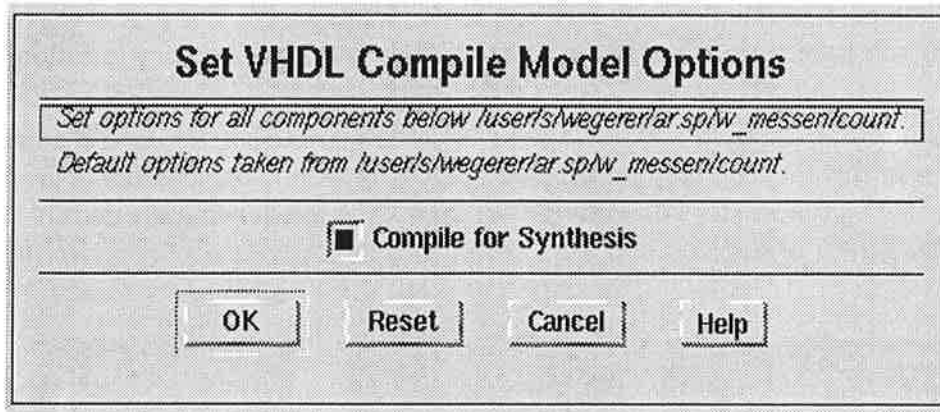 Set VHDL Compile Model Options
Set options for all components below /user/s/wegerer/ar.sp/w_messen/count.
Default options taken from /user/s/wegerer/ar.sp/w_messen/count.
Compile for Synthesis
OK Reset Cancel Help